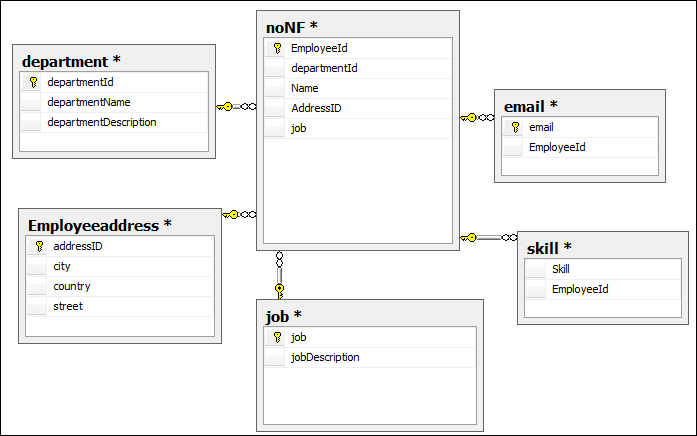 noNF *
EmployeeId
departmentId
Name
AddressID
job
department *
departmentId
departmentName
departmentDescription
email *
email
EmployeeId
Employeeaddress *
addressID
city
country
street
skill *
Skill
EmployeeId
job *
job
jobDescription